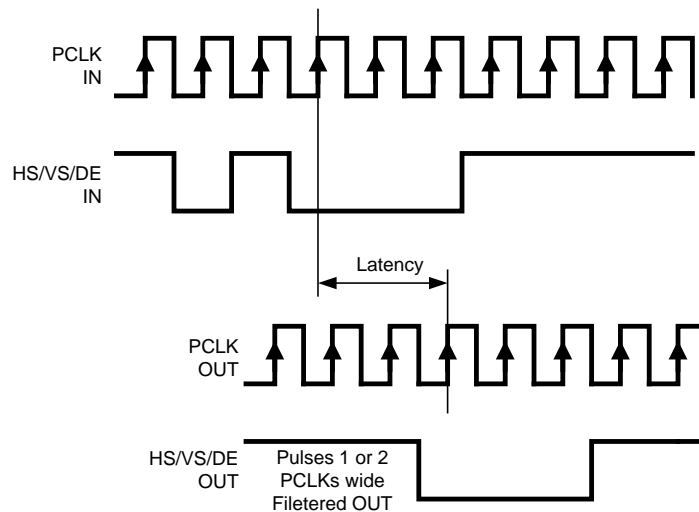 PCLK
IN
HS/VS/DE
IN
Latency
PCLK
OUT
HS/VS/DE
OUT
Pulses 1 or 2
PCLKs wide
Filetered OUT